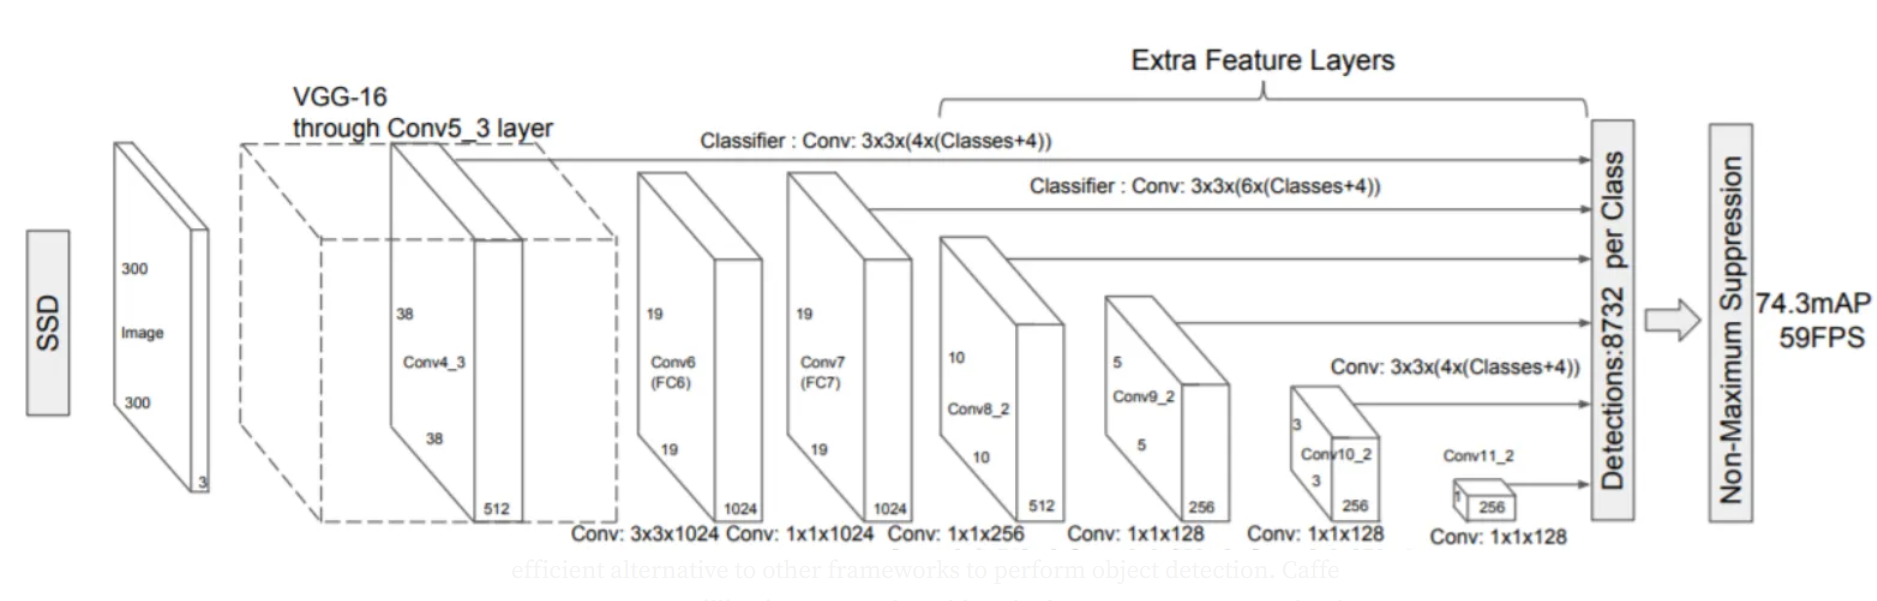 Extra Feature Layers
VGG-16
through Conv5_3 layer
Classifier : Conv: 3x3x(4x(Classes+4))
Classifier : Conv: 3x3x(6x(Classes+4))
SSD
300
Image
300
3
38
Conv4_3
38
512
19
Conv6
(FC6)
19
1024
19
Conv7
(FC7)
19
1024
10
Conv8_2
10
512
5
Conv9_2
5
256
Conv: 3x3x(4x(Classes+4))
3
Conv10_2
3
256
Conv11_2
1
256
Detections:8732 per Class
Non-Maximum Suppression
74.3mAP
59FPS
Conv: 3x3x1024
Conv: 1x1x1024
Conv: 1x1x256
Conv: 1x1x128
Conv: 1x1x128
Conv: 1x1x128
efficient alternative to other frameworks to perform object detection. Caffe